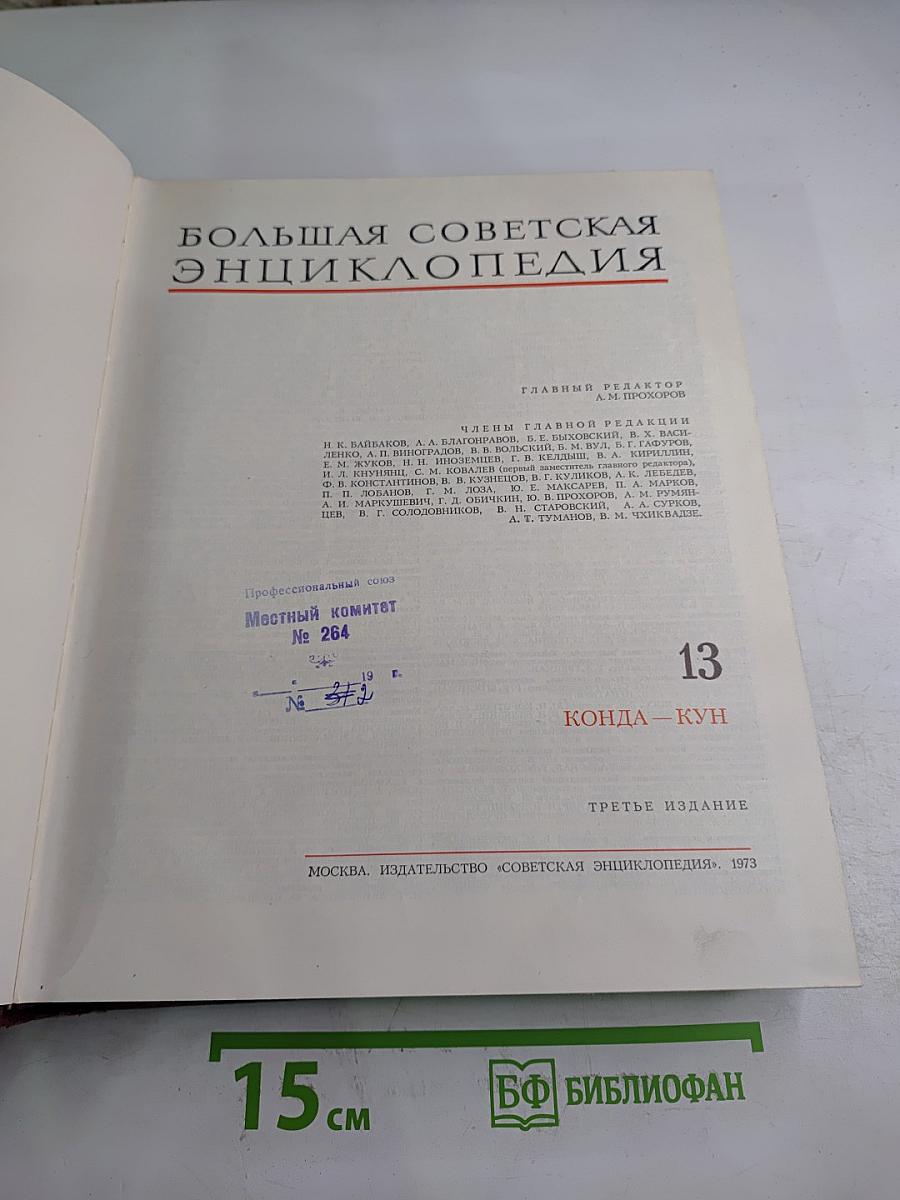 БОЛЬШАЯ СОВЕТСКАЯ
ЭНЦИКЛОПЕДИЯ
ГЛАВНЫЙ РЕДАКТОР
А. М. ПРОХОРОВ
ЧЛЕНЫ ГЛАВНОЙ РЕДАКЦИИ
Н. К. БАЙБАКОВ, А. А. БЛАГОНРАВОВ, Б. Е. БЫХОВСКИЙ, В. Х. ВАСИ-
ЛЕНКО, А. П. ВИНОГРАДОВ, В. В. ВОЛЬСКИЙ, Б. М. ВУЛ, Б. Г. ГАФУРОВ,
Е. М. ЖУКОВ, Н. Н. ИНОЗЕМЦЕВ, Г. В. КЕЛДЫШ, В. А. КИРИЛЛИН,
И. Л. КНУНЯНЦ, С. М. КОВАЛЕВ (первый заместитель главного редактора),
Ф. В. КОНСТАНТИНОВ, В. В. КУЗНЕЦОВ, В. Г. КУЛИКОВ, А. К. ЛЕБЕДЕВ,
П. П. ЛОБАНОВ, Г. М. ЛОЗА, Ю. Е. МАКСАРЕВ, П. А. МАРКОВ,
А. И. МАРКУШЕВИЧ, Г. Д. ОБИЧКИН, Ю. В. ПРОХОРОВ, А. М. РУМЯН-
ЦЕВ, В. Г. СОЛОДОВНИКОВ, В. Н. СТАРОВСКИЙ, А. А. СУРКОВ,
А. Т. ТУМАНОВ, В. М. ЧХИКВАДЗЕ.
Профессиональный союз
Местный комитет
№ 264
19 г.
№
13
КОНДА — КУН
ТРЕТЬЕ ИЗДАНИЕ
МОСКВА. ИЗДАТЕЛЬСТВО «СОВЕТСКАЯ ЭНЦИКЛОПЕДИЯ». 1973
15 см
БФ БИБЛИОФАН